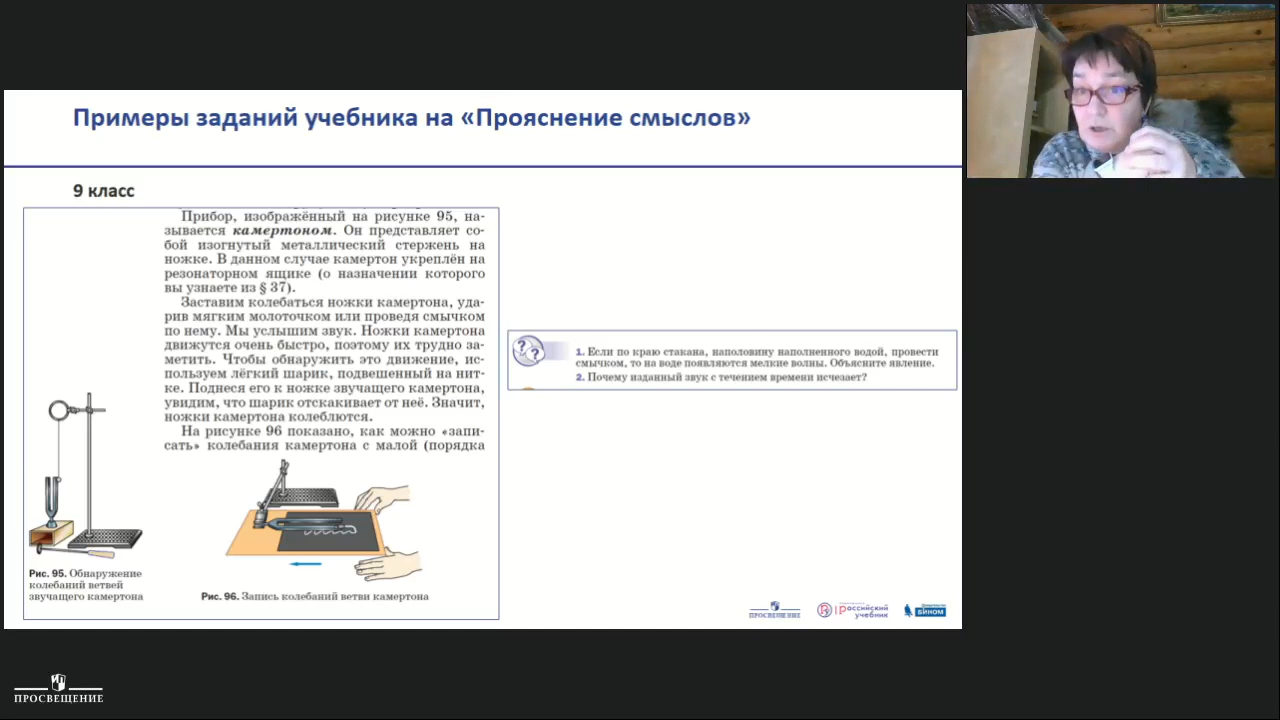 Примеры заданий учебника на «Прояснение смыслов»
9 класс
Прибор, изображённый на рисунке 95, на-
зывается камертоном. Он представляет со-
бой изогнутый металлический стержень на
ножке. В данном случае камертон укреплён на
резонаторном ящике (о назначении которого
вы узнаете из § 37).
Заставим колебаться ножки камертона, уда-
рив мягким молоточком или проведя смычком
по нему. Мы услышим звук. Ножки камертона
движутся очень быстро, поэтому их трудно за-
метить. Чтобы обнаружить это движение, ис-
пользуем лёгкий шарик, подвешенный на нит-
ке. Поднеся его к ножке звучащего камертона,
увидим, что шарик отскакивает от неё. Значит,
ножки камертона колеблются.
На рисунке 96 показано, как можно «запи-
сать» колебания камертона с малой (порядка
Рис. 95. Обнаружение
колебаний ветвей
звучащего камертона
Рис. 96. Запись колебаний ветви камертона
1. Если по краю стакана, наполовину наполненного водой, провести
смычком, то на воде появляются мелкие волны. Объясните явление.
2. Почему изданный звук с течением времени исчезает?
ПРОСВЕЩЕНИЕ
российский
учебник
БИНОМ
ПРОСВЕЩЕНИЕ